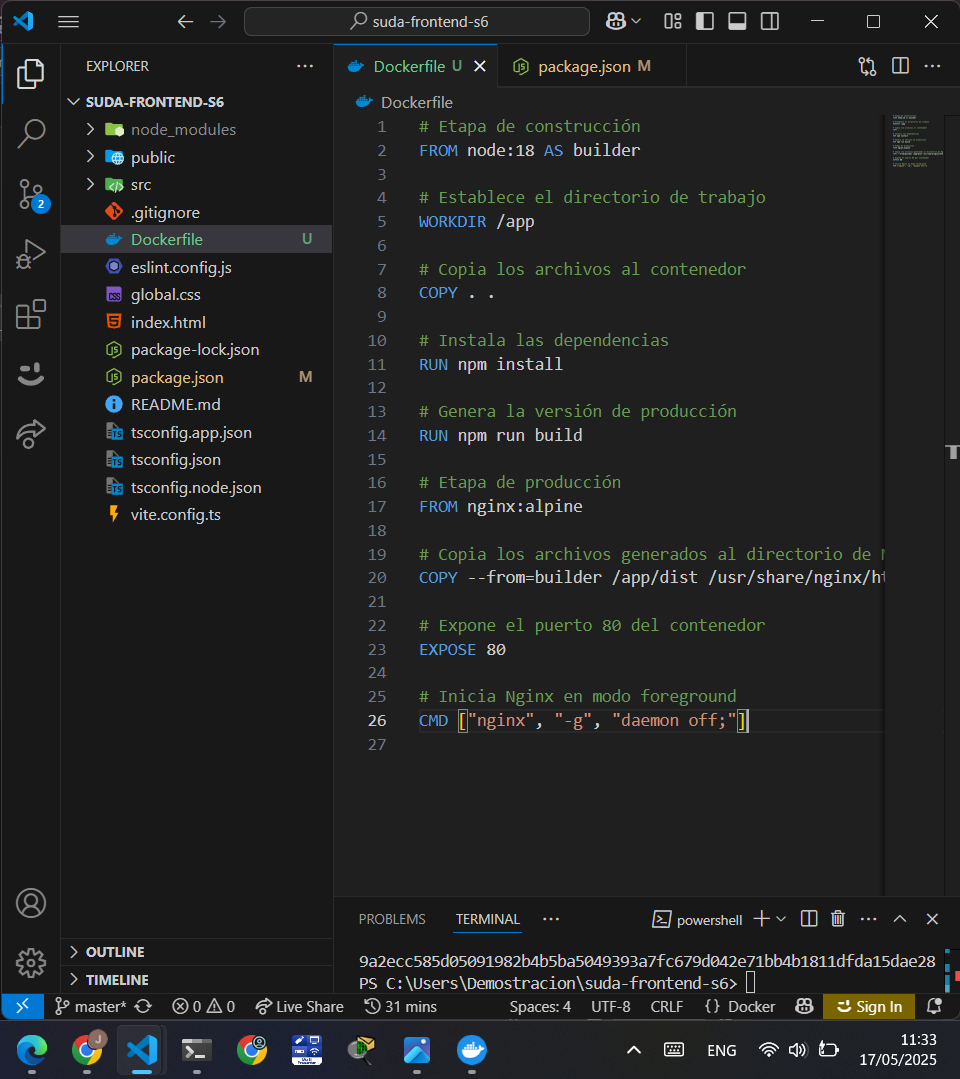 suda-frontend-s6
EXPLORER
Dockerfile U
package.json M
SUDA-FRONTEND-S6
node_modules
public
src
.gitignore
Dockerfile U
eslint.config.js
global.css
index.html
package-lock.json
package.json M
README.md
tsconfig.app.json
tsconfig.json
tsconfig.node.json
vite.config.ts
OUTLINE
TIMELINE
2
Dockerfile
1 # Etapa de construcción
2 FROM node:18 AS builder
3
4 # Establece el directorio de trabajo
5 WORKDIR /app
6
7 # Copia los archivos al contenedor
8 COPY . .
9
10 # Instala las dependencias
11 RUN npm install
12
13 # Genera la versión de producción
14 RUN npm run build
15
16 # Etapa de producción
17 FROM nginx:alpine
18
19 # Copia los archivos generados al directorio de
20 COPY --from=builder /app/dist /usr/share/nginx/ht
21
22 # Expone el puerto 80 del contenedor
23 EXPOSE 80
24
25 # Inicia Nginx en modo foreground
26 CMD ["nginx", "-g", "daemon off;"]
27
PROBLEMS TERMINAL
powershell
9a2ecc585d05091982b4b5ba5049393a7fc679d042e71bb4b1811dfda15dae28
PS C:\Users\Demostracion\suda-frontend-s6>
master* 0 0 Live Share 31 mins Spaces: 4 UTF-8 CRLF {} Docker Sign In
J
ENG
11:33
17/05/2025